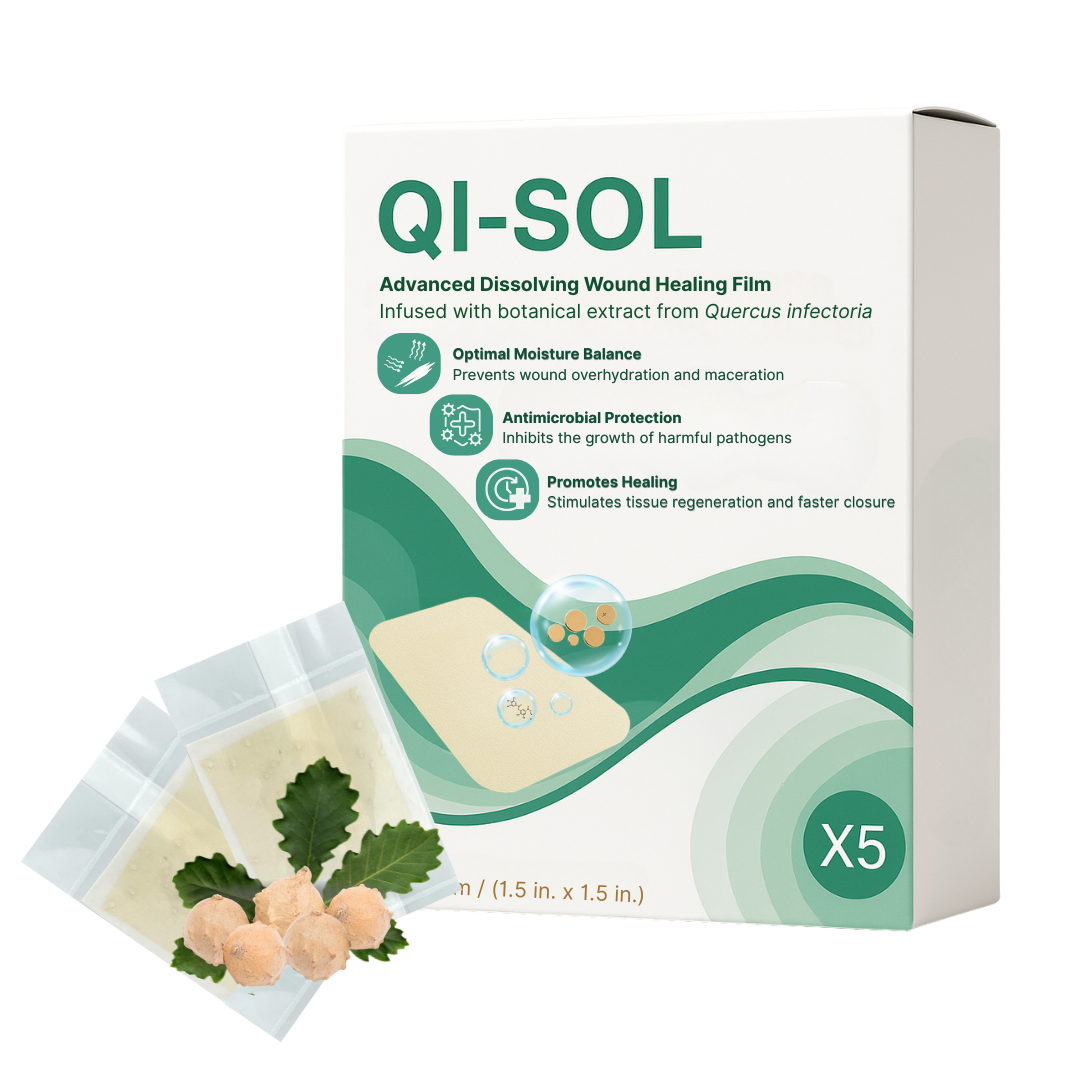 QI-SOL
Advanced Dissolving Wound Healing Film
Infused with botanical extract from Quercus infectoria
Optimal Moisture Balance
Prevents wound overhydration and maceration
Antimicrobial Protection
Inhibits the growth of harmful pathogens
Promotes Healing
Stimulates tissue regeneration and faster closure
X5
m / (1.5 in. x 1.5 in.)